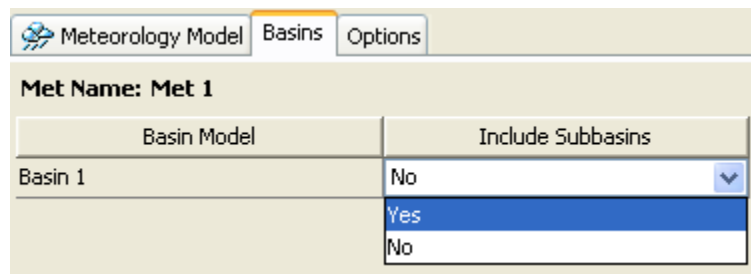 Meteorology Model Basins Options
Met Name: Met 1
Basin Model Include Subbasins
Basin 1 No
Yes
No